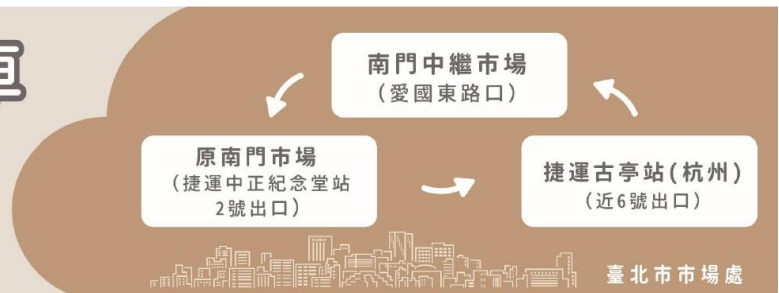 南門中繼市場
(愛國東路口)
原南門市場
(捷運中正紀念堂站
2號出口)
捷運古亭站(杭州)
(近6號出口)
臺北市市場處